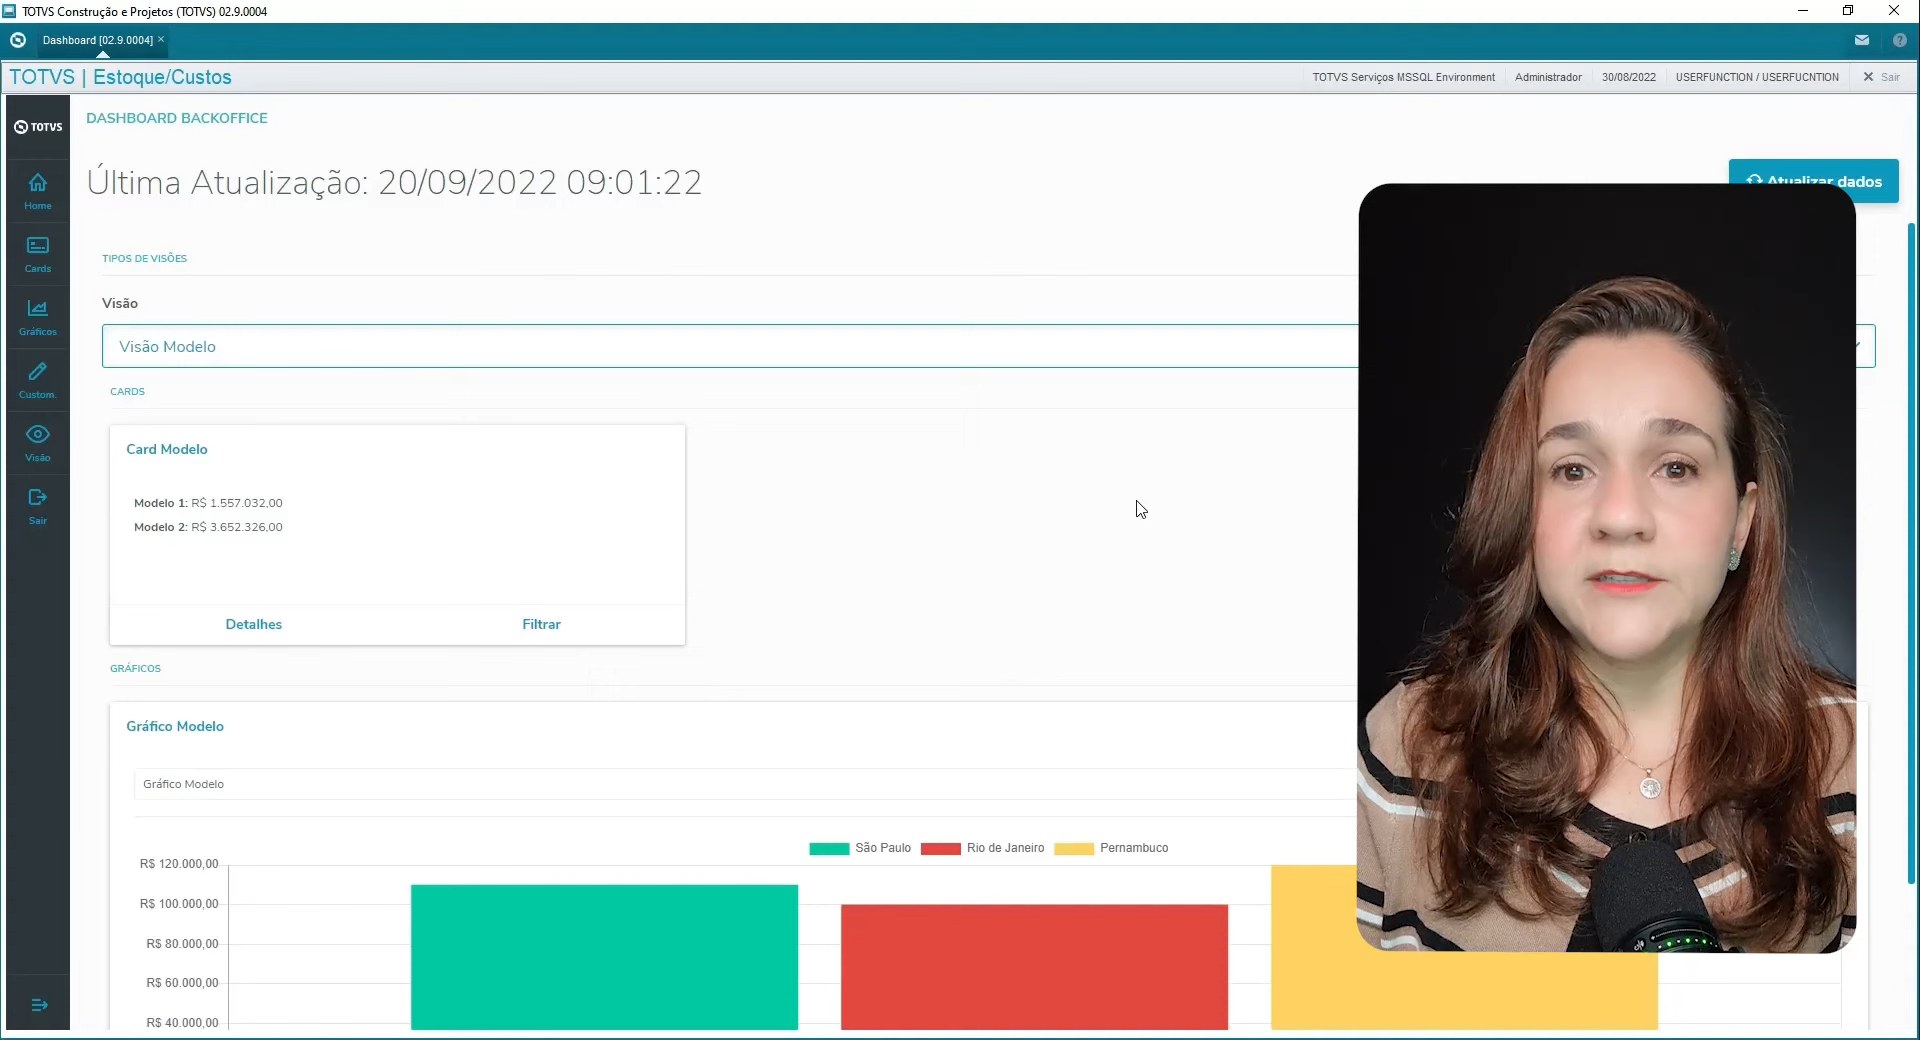 TOTVS Construção e Projetos (TOTVS) 02.9.0004
Dashboard [02.9.0004]
TOTVS | Estoque/Custos
TOTVS Serviços MSSQL Environment
Administrador
30/08/2022
USERFUNCTION / USERFUCNTION
Sair
TOTVS
Home
Cards
Gráficos
Custom.
Visão
Sair
DASHBOARD BACKOFFICE
Última Atualização: 20/09/2022 09:01:22
Atualizar dados
TIPOS DE VISÕES
Visão
Visão Modelo
CARDS
Card Modelo
Modelo 1: R$ 1.557.032,00
Modelo 2: R$ 3.652.326,00
Detalhes
Filtrar
GRÁFICOS
Gráfico Modelo
Gráfico Modelo
São Paulo
Rio de Janeiro
Pernambuco
R$ 120.000,00
R$ 100.000,00
R$ 80.000,00
R$ 60.000,00
R$ 40.000,00